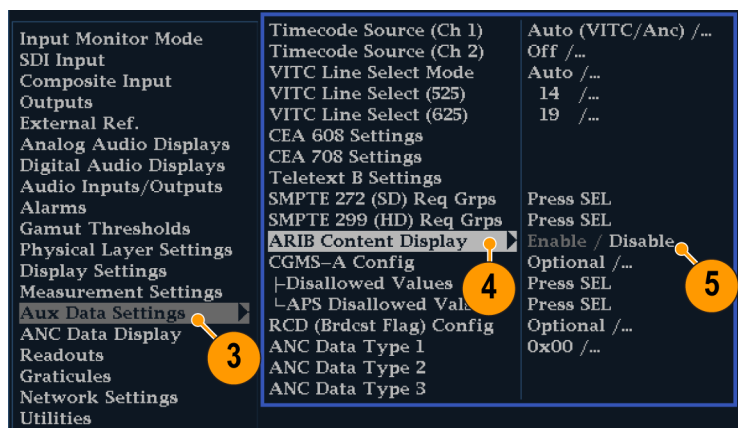 Input Monitor Mode
SDI Input
Composite Input
Outputs
External Ref.
Analog Audio Displays
Digital Audio Displays
Audio Inputs/Outputs
Alarms
Gamut Thresholds
Physical Layer Settings
Display Settings
Measurement Settings
Aux Data Settings
ANC Data Display
Readouts
Graticules
Network Settings
Utilities
3
Timecode Source (Ch 1) Auto (VITC/Anc) /...
Timecode Source (Ch 2) Off /...
VITC Line Select Mode Auto /...
VITC Line Select (525) 14 /...
VITC Line Select (625) 19 /...
CEA 608 Settings
CEA 708 Settings
Teletext B Settings
SMPTE 272 (SD) Req Grps Press SEL
SMPTE 299 (HD) Req Grps Press SEL
ARIB Content Display Enable / Disable
CGMS-A Config Optional /...
Disallowed Values Press SEL
APS Disallowed Press SEL
RCD (Brdcst Flag) Config Optional /...
ANC Data Type 1 0x00 /...
ANC Data Type 2
ANC Data Type 3
4
5